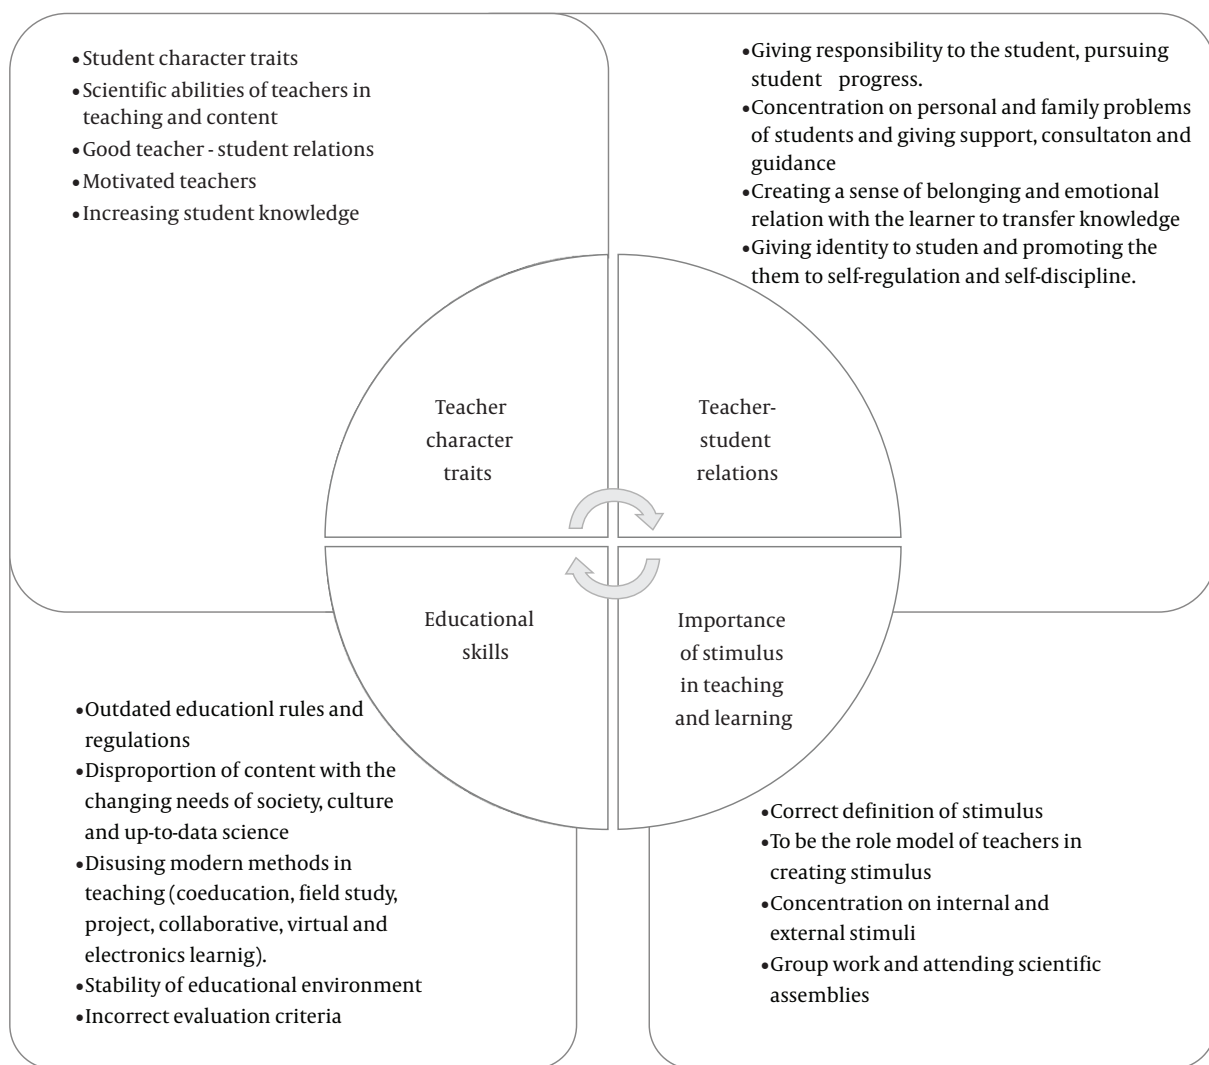 •Student character traits
•Scientific abilities of teachers in
teaching and content
•Good teacher - student relations
•Motivated teachers
•Increasing student knowledge
•Giving responsibility to the student, pursuing
student progress.
•Concentration on personal and family problems
of students and giving support, consultaton and
guidance
•Creating a sense of belonging and emotional
relation with the learner to transfer knowledge
•Giving identity to studen and promoting the
them to self-regulation and self-discipline.
Teacher
character
traits
Teacher-
student
relations
Educational
skills
Importance
of stimulus
in teaching
and learning
•Outdated educationl rules and
regulations
•Disproportion of content with the
changing needs of society, culture
and up-to-data science
•Disusing modern methods in
teaching (coeducation, field study,
project, collaborative, virtual and
electronics learnig).
•Stability of educational environment
•Incorrect evaluation criteria
•Correct definition of stimulus
•To be the role model of teachers in
creating stimulus
•Concentration on internal and
external stimuli
•Group work and attending scientific
assemblies